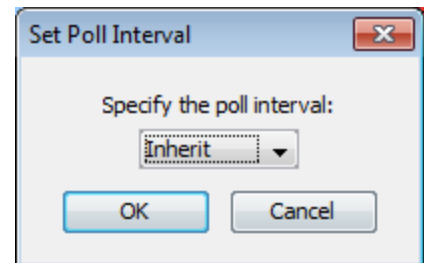 Set Poll Interval
Specify the poll interval:
Inherit
OK
Cancel